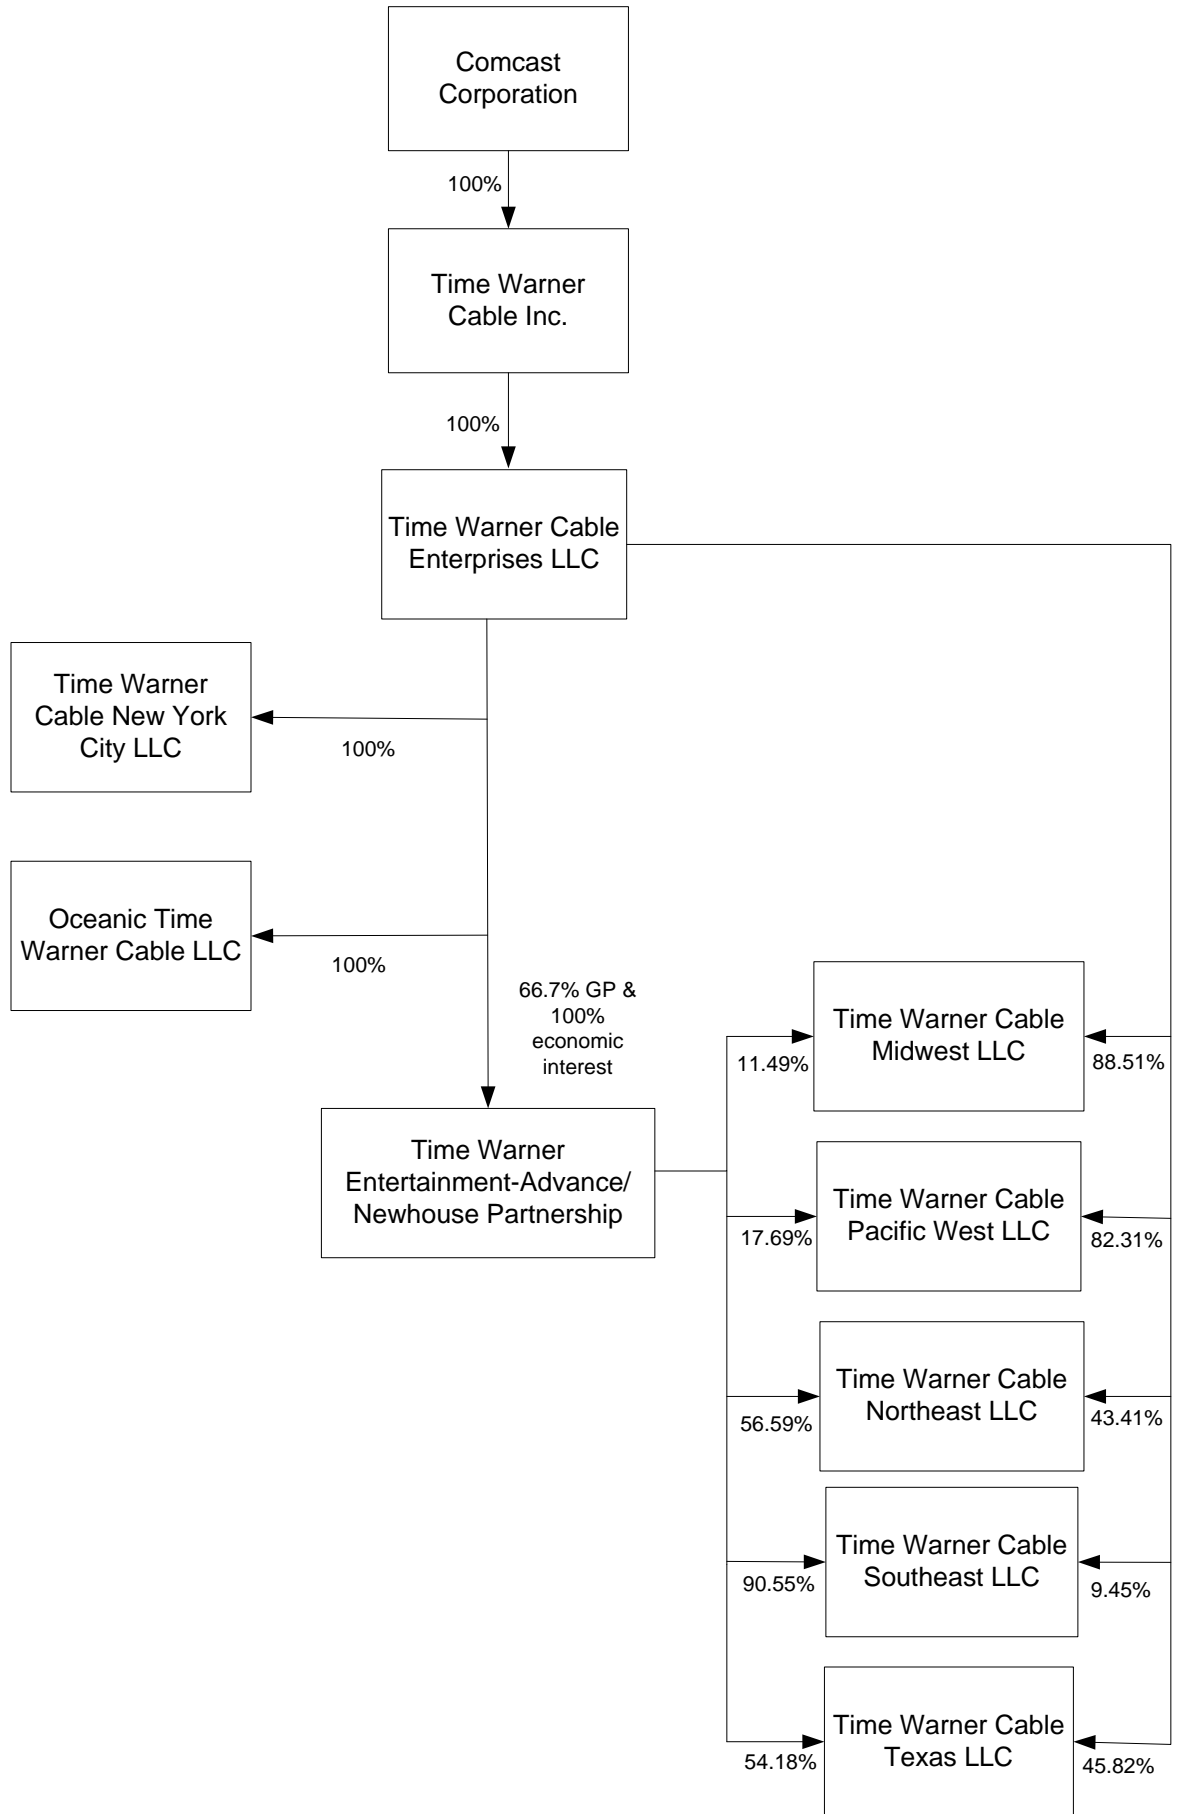 Comcast
Corporation
100%
Time Warner
Cable Inc.
100%
Time Warner Cable
Enterprises LLC
Time Warner
Cable New York
City LLC
100%
Oceanic Time
Warner Cable LLC
100%
66.7% GP &
100%
economic
interest
Time Warner
Entertainment-Advance/
Newhouse Partnership
Time Warner Cable
Midwest LLC
11.49%
88.51%
Time Warner Cable
Pacific West LLC
17.69%
82.31%
Time Warner Cable
Northeast LLC
56.59%
43.41%
Time Warner Cable
Southeast LLC
90.55%
9.45%
Time Warner Cable
Texas LLC
54.18%
45.82%